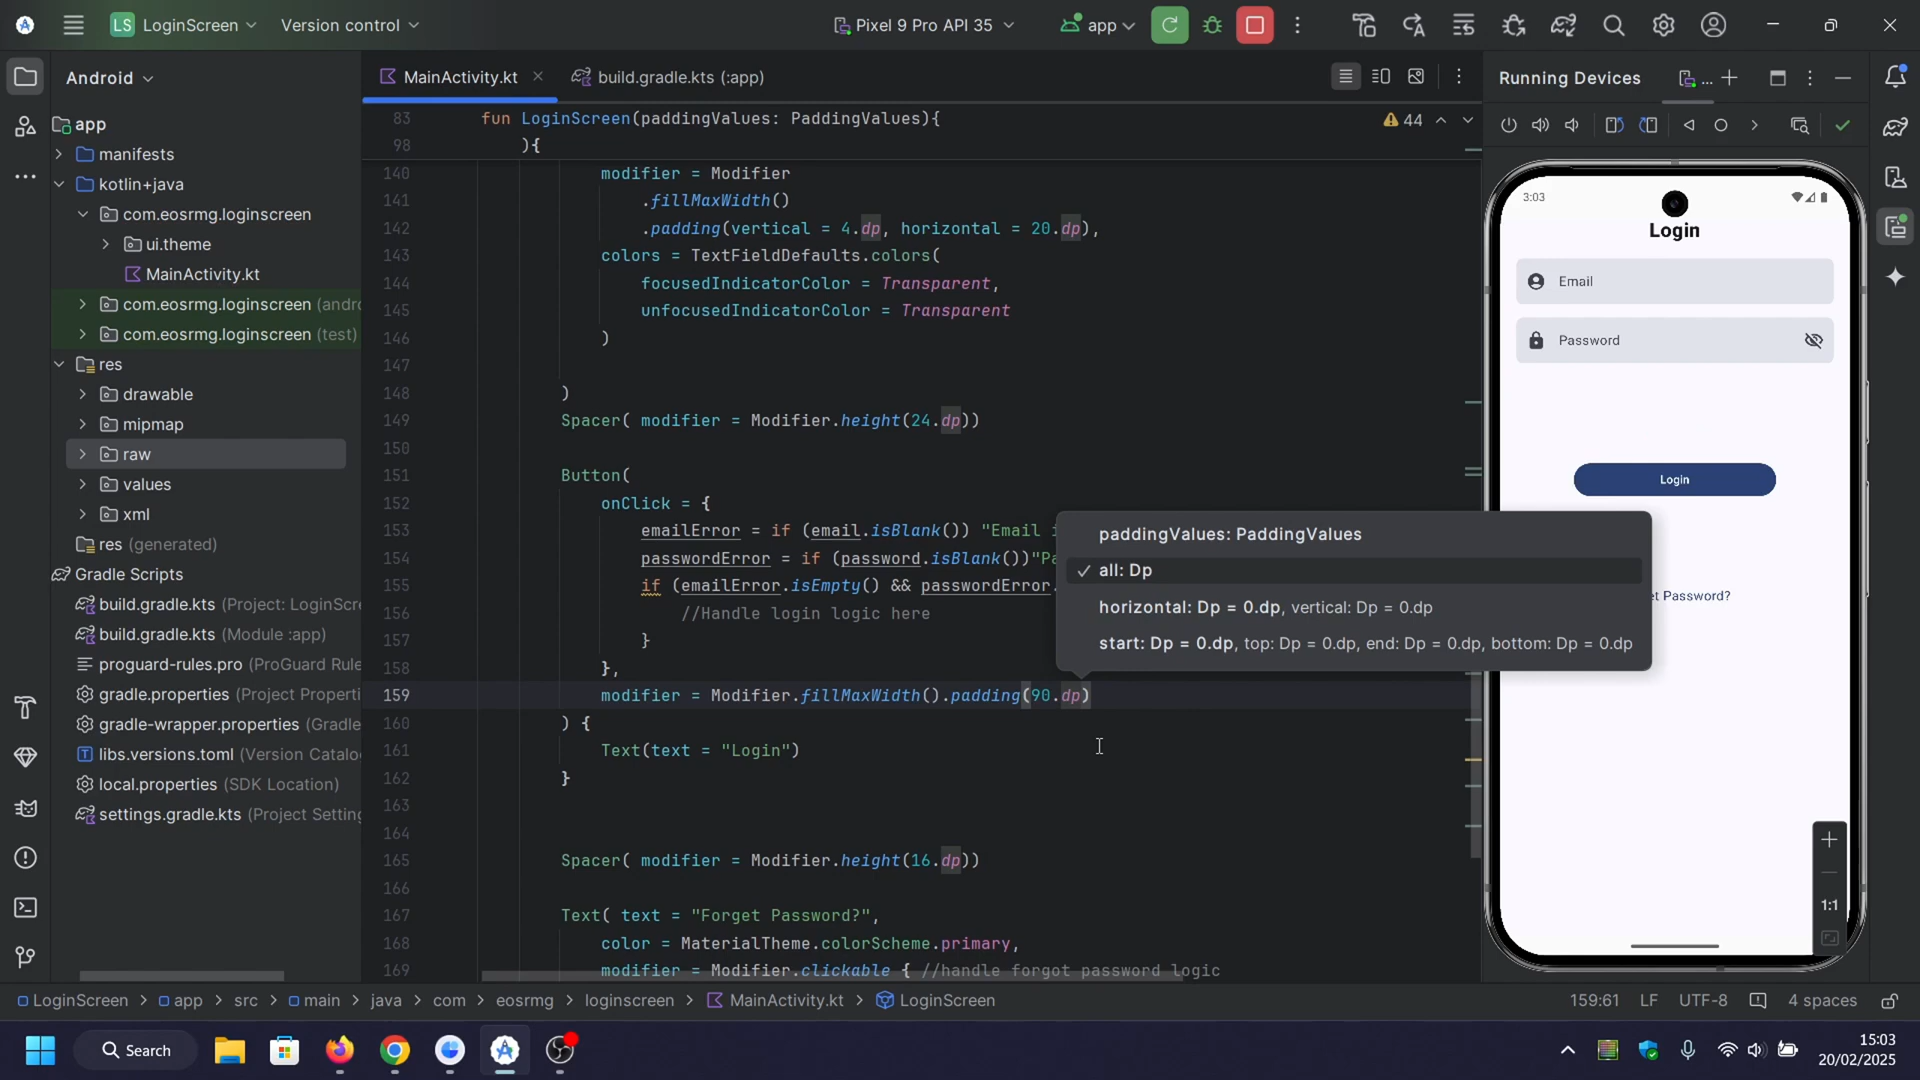 LS LoginScreen Version control Pixel 9 Pro API 35 app
Android
MainActivity.kt
build.gradle.kts (:app)
Running Devices ...
app
manifests
kotlin+java
com.eosrmg.loginscreen
ui.theme
MainActivity.kt
com.eosrmg.loginscreen (andro
com.eosrmg.loginscreen (test)
res
drawable
mipmap
raw
values
xml
res (generated)
Gradle Scripts
build.gradle.kts (Project: LoginScre
build.gradle.kts (Module :app)
proguard-rules.pro (ProGuard Rule
gradle.properties (Project Properti
gradle-wrapper.properties (Gradle
libs.versions.toml (Version Catalo
local.properties (SDK Location)
settings.gradle.kts (Project Setting
83 fun LoginScreen(paddingValues: PaddingValues){
44
98 ){
140 modifier = Modifier
141 .fillMaxWidth()
142 .padding(vertical = 4.dp, horizontal = 20.dp),
143 colors = TextFieldDefaults.colors(
144 focusedIndicatorColor = Transparent,
145 unfocusedIndicatorColor = Transparent
146 )
147
148 )
149 Spacer( modifier = Modifier.height(24.dp))
150
151 Button(
152 onClick = {
153 emailError = if (email.isBlank()) "Email i
154 passwordError = if (password.isBlank())"Pa
155 if (emailError.isEmpty() && passwordError.
156 //Handle login logic here
157 }
158 },
159 modifier = Modifier.fillMaxWidth().padding(90.dp)
160 ) {
161 Text(text = "Login")
162 }
163
164
165 Spacer( modifier = Modifier.height(16.dp))
166
167 Text( text = "Forget Password?",
168 color = MaterialTheme.colorScheme.primary,
169 modifier = Modifier.clickable { //handle forgot password logic
paddingValues: PaddingValues
all: Dp
horizontal: Dp = 0.dp, vertical: Dp = 0.dp
start: Dp = 0.dp, top: Dp = 0.dp, end: Dp = 0.dp, bottom: Dp = 0.dp
3:03
Login
Email
Password
Login
et Password?
1:1
LoginScreen app src main java com eosrmg loginscreen MainActivity.kt LoginScreen
159:61 LF UTF-8 4 spaces
Search
15:03
20/02/2025